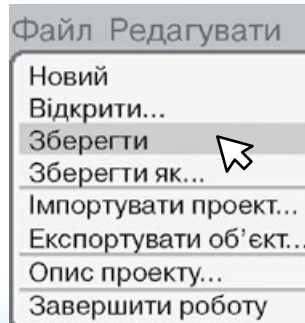 Файл Редагувати
Новий
Відкрити...
Зберегти
Зберегти як...
Імпортувати проект...
Експортувати об’єкт...
Опис проекту...
Завершити роботу